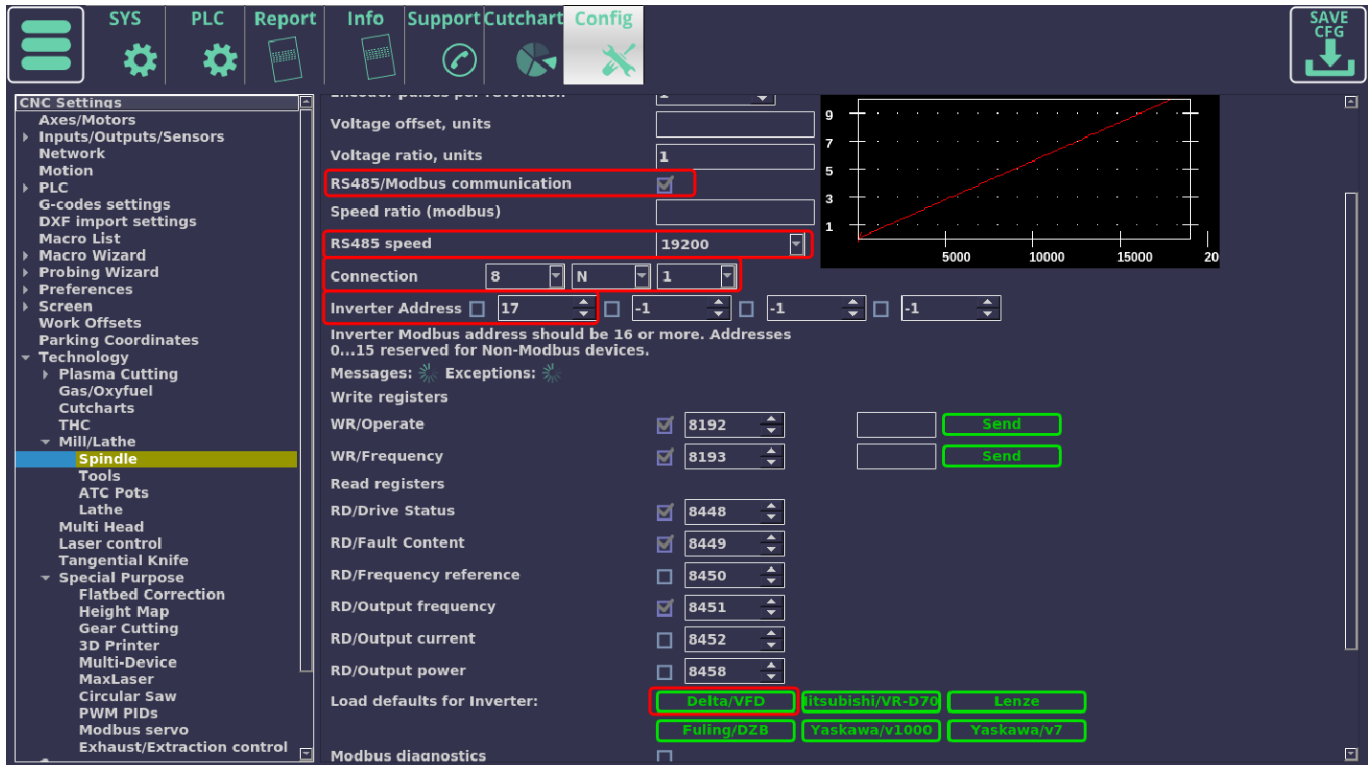 SYS PLC Report Info Support Cutchart Config SAVE
CFG
CNC Settings
Axes/Motors
Inputs/Outputs/Sensors
Network
Motion
PLC
G-codes settings
DXF import settings
Macro List
Macro Wizard
Probing Wizard
Preferences
Screen
Work Offsets
Parking Coordinates
Technology
Plasma Cutting
Gas/Oxyfuel
Cutcharts
THC
Mill/Lathe
Spindle
Tools
ATC Pots
Lathe
Multi Head
Laser control
Tangential Knife
Special Purpose
Flatbed Correction
Height Map
Gear Cutting
3D Printer
Multi-Device
MaxLaser
Circular Saw
PWM PIDs
Modbus servo
Exhaust/Extraction control
Encoder pulses per revolution 1
Voltage offset, units
Voltage ratio, units 1
RS485/Modbus communication
Speed ratio (modbus)
RS485 speed 19200
Connection 8 N 1
Inverter Address 17 -1 -1 -1
Inverter Modbus address should be 16 or more. Addresses
0...15 reserved for Non-Modbus devices.
Messages: Exceptions:
Write registers
WR/Operate 8192 Send
WR/Frequency 8193 Send
Read registers
RD/Drive Status 8448
RD/Fault Content 8449
RD/Frequency reference 8450
RD/Output frequency 8451
RD/Output current 8452
RD/Output power 8458
Load defaults for Inverter: Delta/VFD itsubishi/VR-D70 Lenze
Fuling/DZB Yaskawa/v1000 Yaskawa/v7
Modbus diagnostics
9
7
5
3
1
5000 10000 15000 20